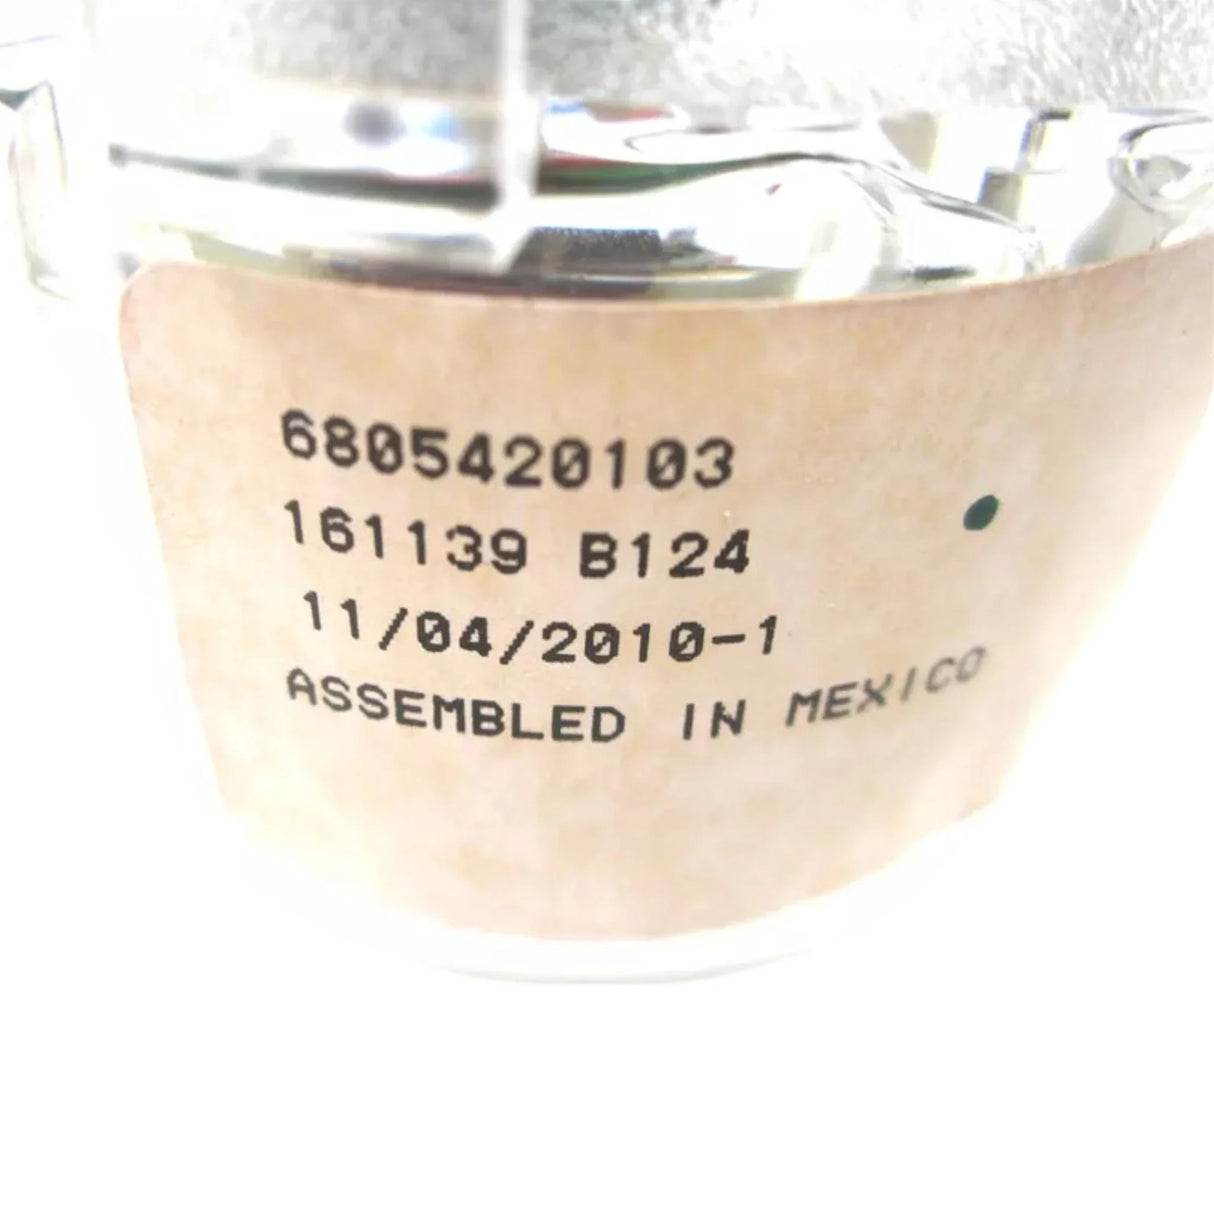 6805420103
161139 B124
11/04/2010-1
ASSEMBLED IN MEXICO